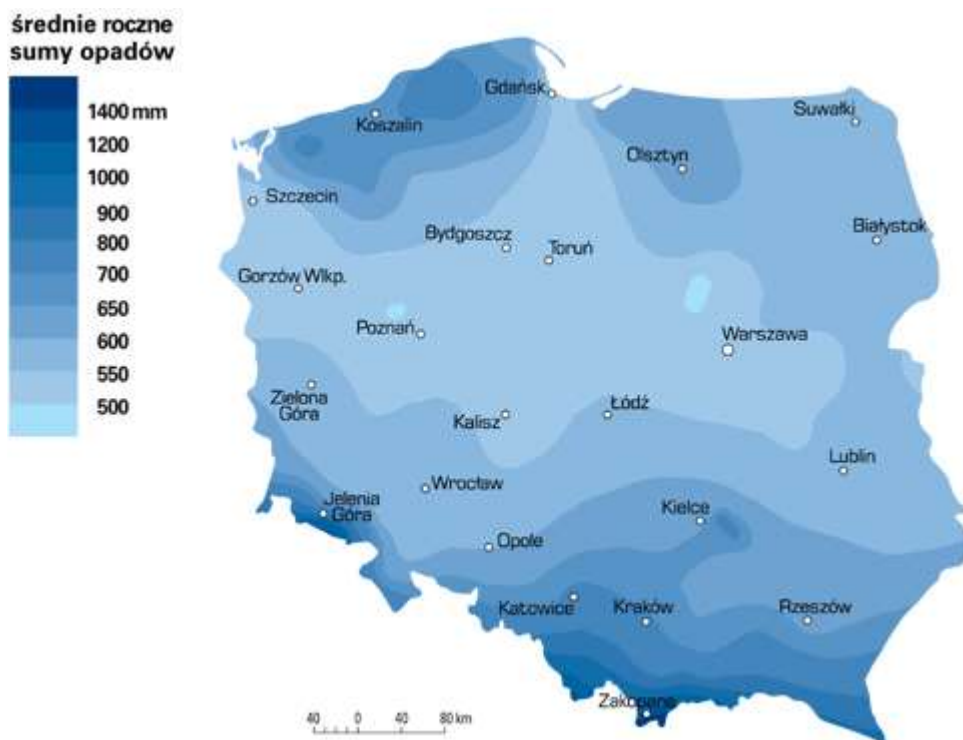 średnie roczne
sumy opadów
1400 mm
1200
1000
900
800
700
650
600
550
500
Gdańsk
Koszalin
Suwałki
Olsztyn
Szczecin
Białystok
Bydgoszcz
Toruń
Gorzów Wlkp.
Poznań
Warszawa
Zielona
Góra
Kalisz
Łódź
Lublin
Wrocław
Jelenia
Góra
Kielce
Opole
Katowice
Kraków
Rzeszów
Zakopane
40 0 40 80 km